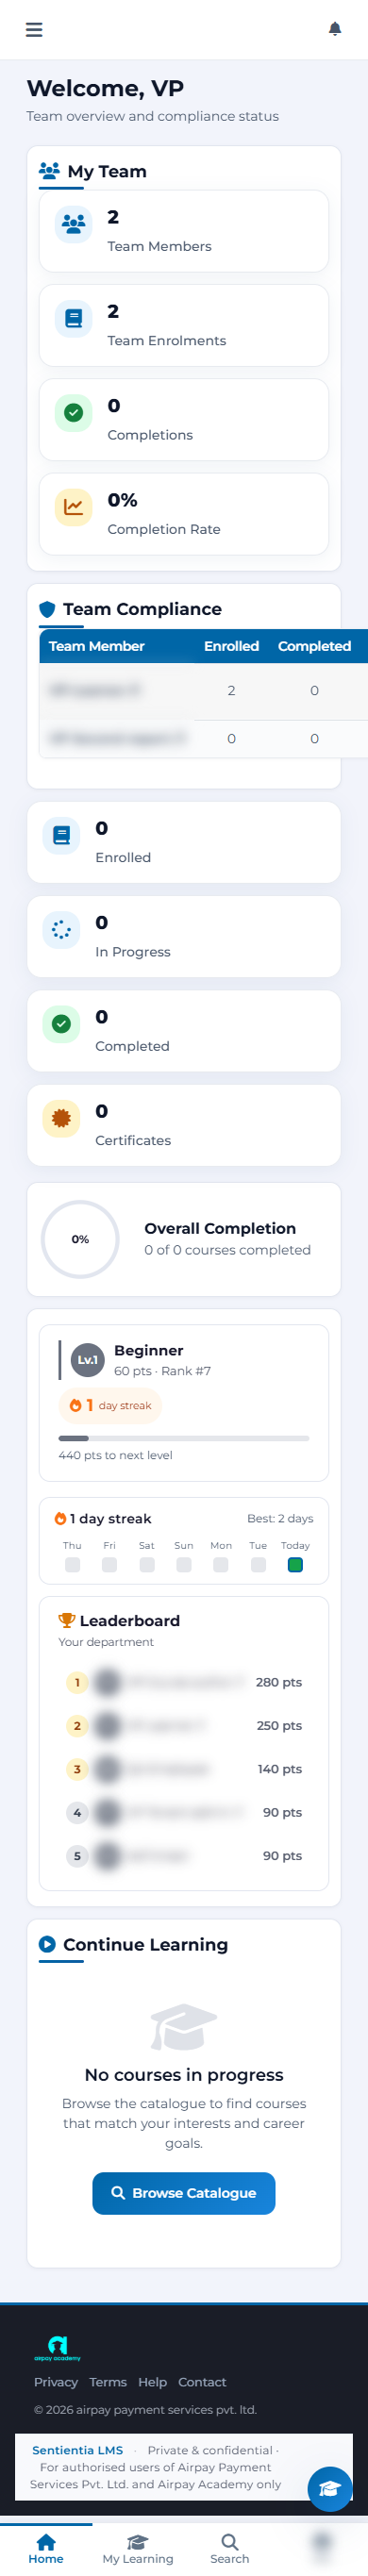 Welcome, VP
Team overview and compliance status
My Team
2
Team Members
2
Team Enrolments
0
Completions
0%
Completion Rate
Team Compliance
Team Member Enrolled Completed
2 0
0 0
0
Enrolled
0
In Progress
0
Completed
0
Certificates
0%
Overall Completion
0 of 0 courses completed
Lv.1
Beginner
60 pts · Rank #7
1 day streak
440 pts to next level
1 day streak Best: 2 days
Thu Fri Sat Sun Mon Tue Today
Leaderboard
Your department
1 280 pts
2 250 pts
3 140 pts
4 90 pts
5 90 pts
Continue Learning
No courses in progress
Browse the catalogue to find courses
that match your interests and career
goals.
Browse Catalogue
airpay academy
Privacy Terms Help Contact
© 2026 airpay payment services pvt. ltd.
Sentientia LMS · Private & confidential ·
For authorised users of Airpay Payment
Services Pvt. Ltd. and Airpay Academy only
Home My Learning Search